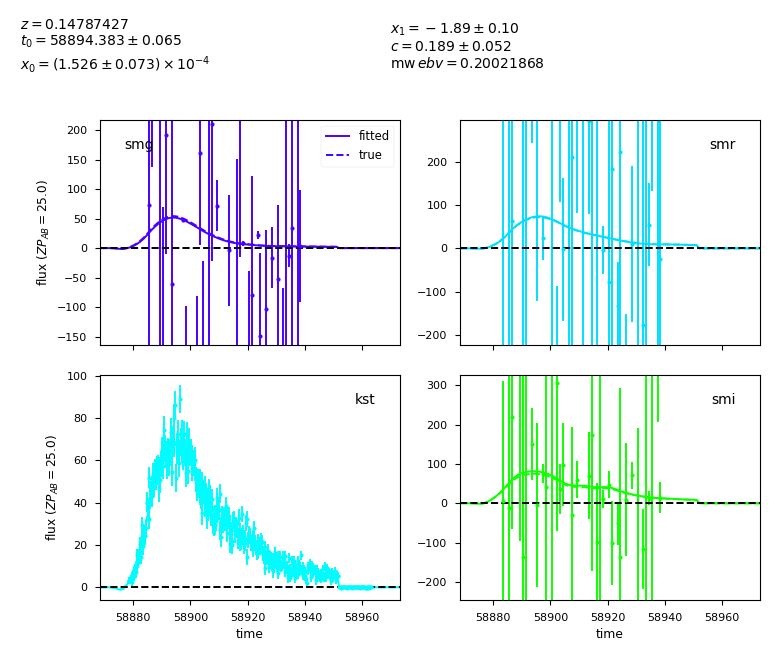 z = 0.14787427
t₀ = 58894.383 ± 0.065
x₀ = (1.526 ± 0.073) × 10⁻⁴
x₁ = −1.89 ± 0.10
c = 0.189 ± 0.052
mw ebv = 0.20021868
smg
fitted
true
200
150
100
50
0
−50
−100
−150
flux (ZP_AB = 25.0)
smr
200
100
0
−100
−200
kst
100
80
60
40
20
0
flux (ZP_AB = 25.0)
58880 58900 58920 58940 58960
time
smi
300
200
100
0
−100
−200
58880 58900 58920 58940 58960
time